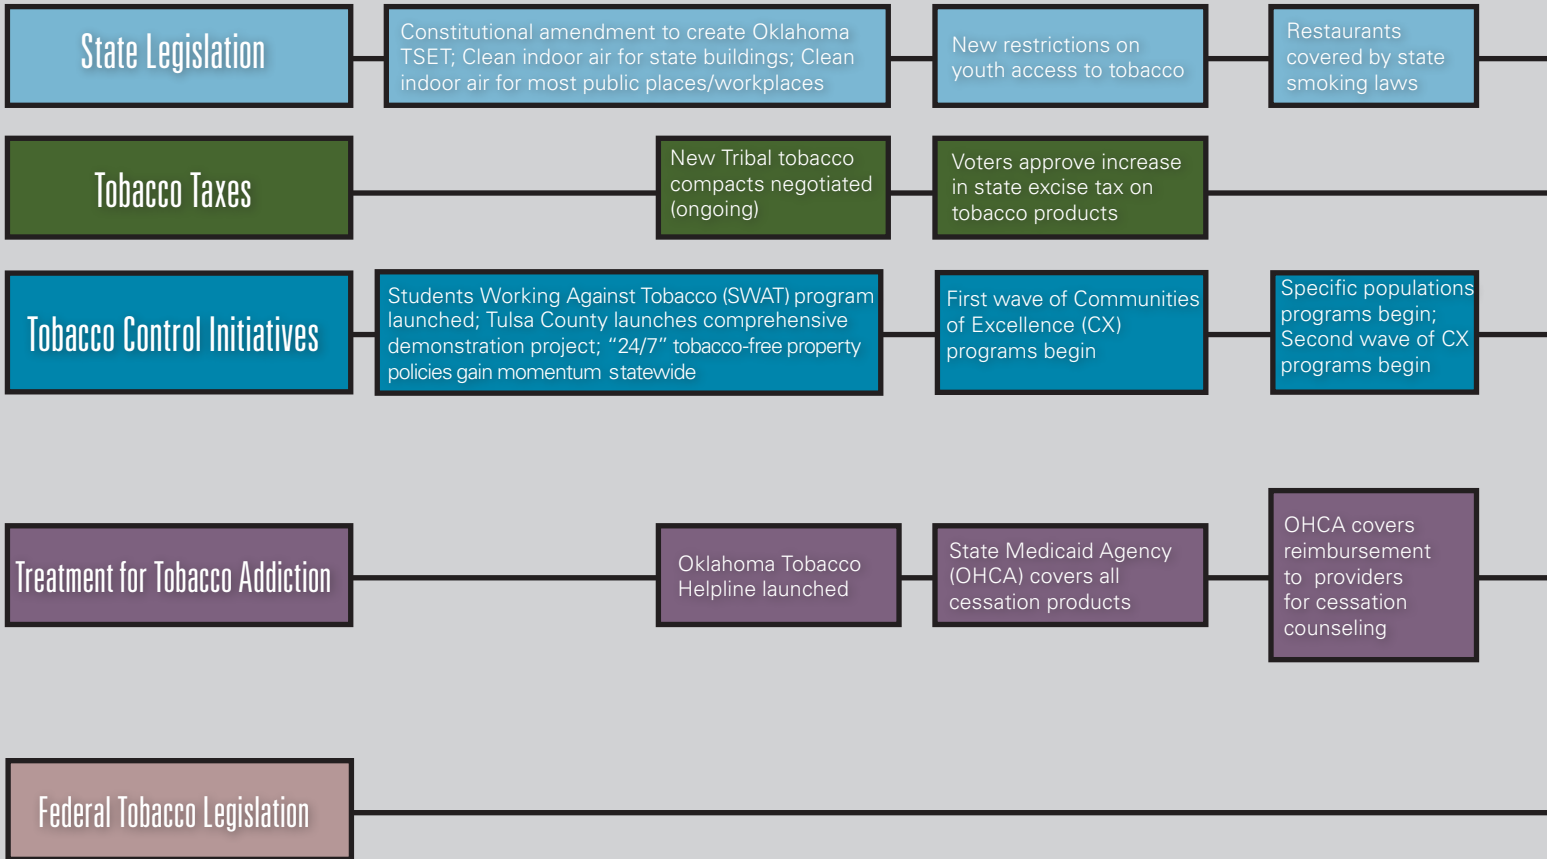 State Legislation
Constitutional amendment to create Oklahoma
TSET; Clean indoor air for state buildings; Clean
indoor air for most public places/workplaces
New restrictions on
youth access to tobacco
Restaurants
covered by state
smoking laws
Tobacco Taxes
New Tribal tobacco
compacts negotiated
(ongoing)
Voters approve increase
in state excise tax on
tobacco products
Tobacco Control Initiatives
Students Working Against Tobacco (SWAT) program
launched; Tulsa County launches comprehensive
demonstration project; “24/7” tobacco-free property
policies gain momentum statewide
First wave of Communities
of Excellence (CX)
programs begin
Specific populations
programs begin;
Second wave of CX
programs begin
Treatment for Tobacco Addiction
Oklahoma Tobacco
Helpline launched
State Medicaid Agency
(OHCA) covers all
cessation products
OHCA covers
reimbursement
to providers
for cessation
counseling
Federal Tobacco Legislation